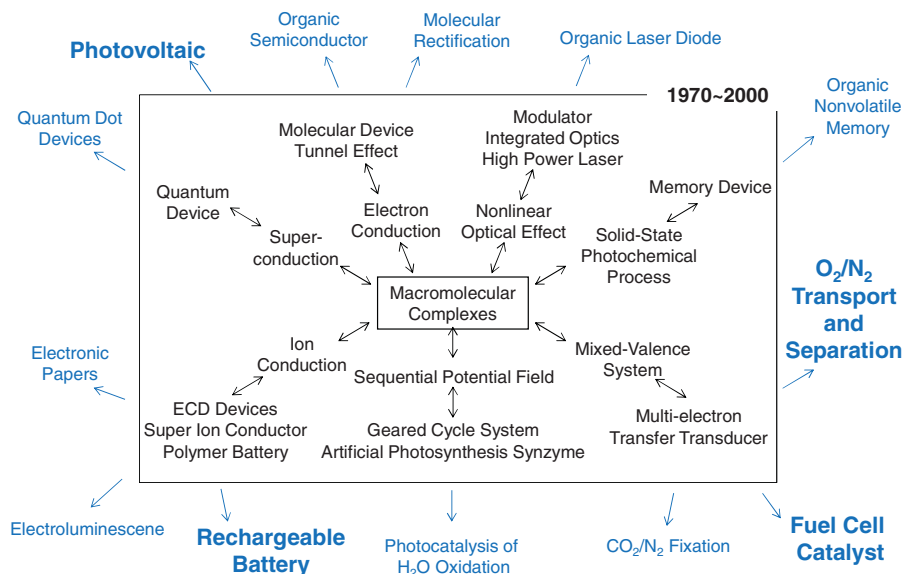 Organic
Semiconductor
Molecular
Rectification
Organic Laser Diode
Photovoltaic
1970~2000
Organic
Nonvolatile
Memory
Quantum Dot
Devices
Molecular Device
Tunnel Effect
Modulator
Integrated Optics
High Power Laser
Quantum
Device
Memory Device
Electron
Conduction
Nonlinear
Optical Effect
Super-
conduction
Solid-State
Photochemical
Process
Macromolecular
Complexes
O₂/N₂
Transport
and
Separation
Electronic
Papers
Ion
Conduction
Sequential Potential Field
Mixed-Valence
System
ECD Devices
Super Ion Conductor
Polymer Battery
Geared Cycle System
Artificial Photosynthesis Synzyme
Multi-electron
Transfer Transducer
Electroluminescene
Rechargeable
Battery
Photocatalysis of
H₂O Oxidation
CO₂/N₂ Fixation
Fuel Cell
Catalyst